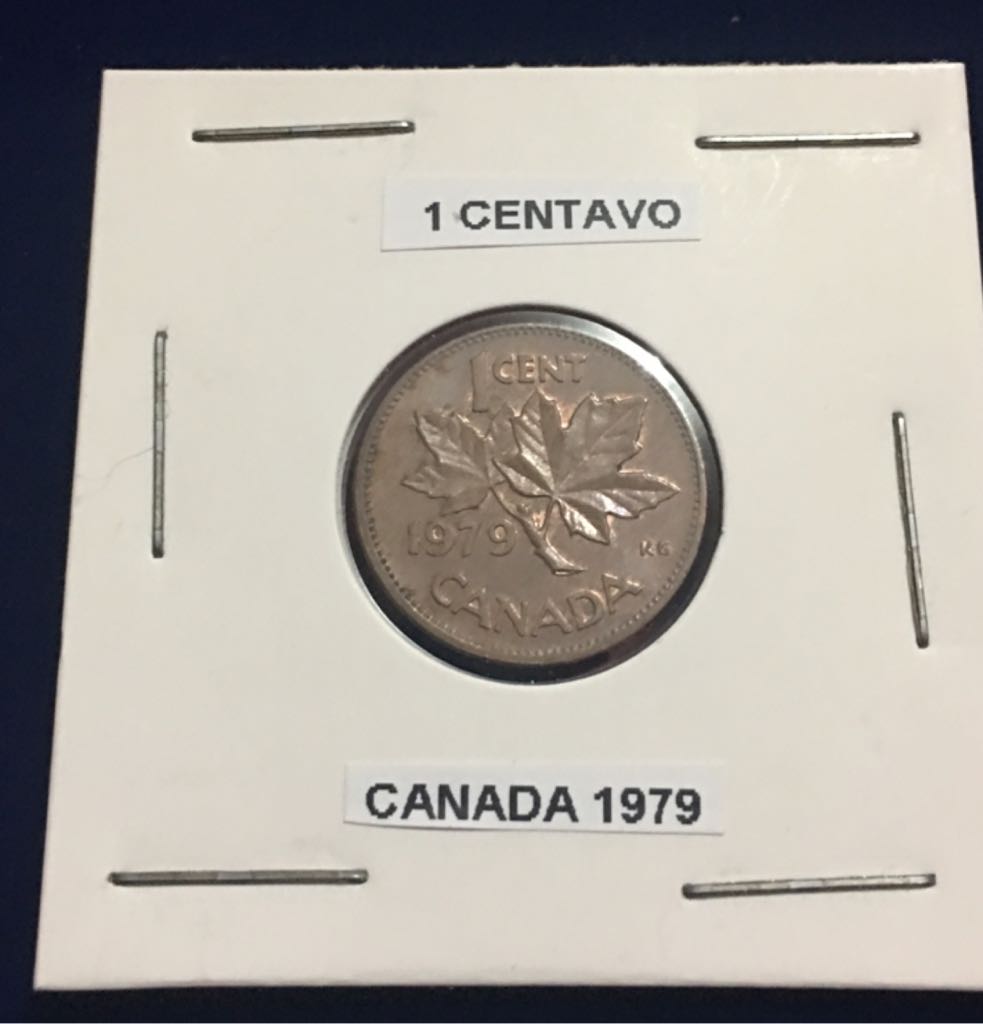 1 CENTAVO
1 CENT
1979
KG
CANADA
CANADA 1979